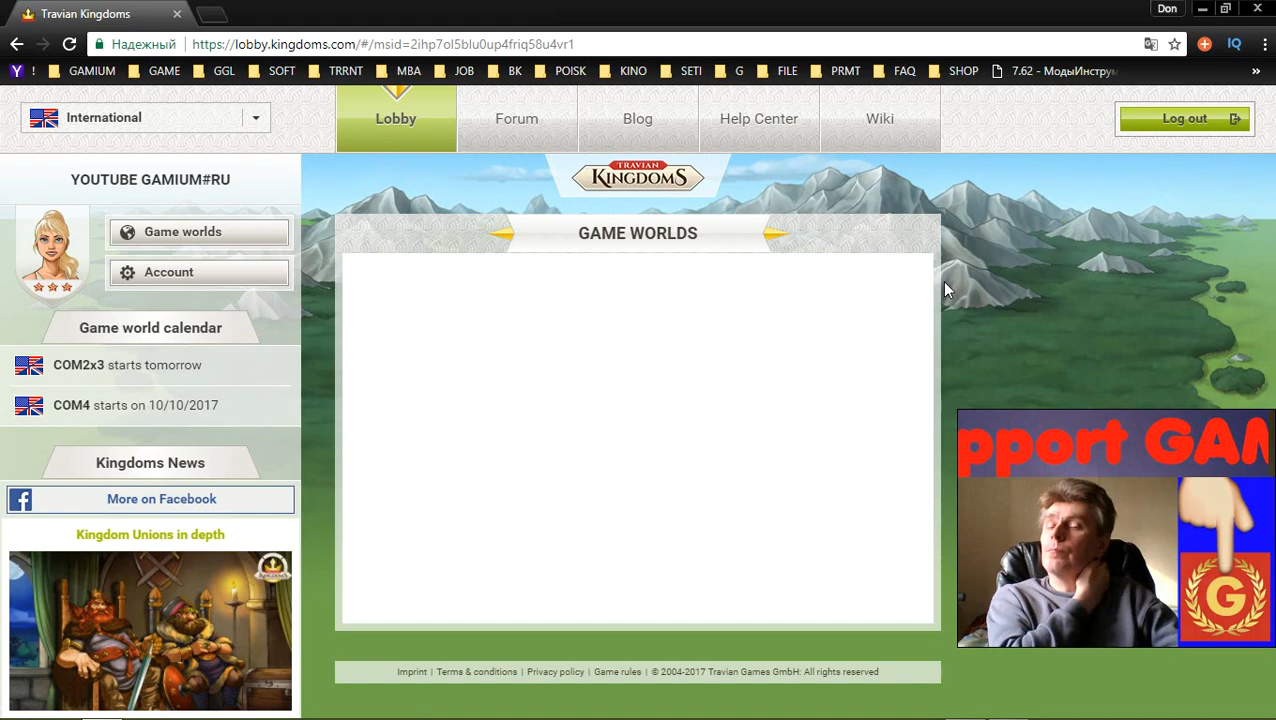 Travian Kingdoms
Don
Надежный
https://lobby.kingdoms.com/#/msid=2ihp7ol5blu0up4friq58u4vr1
IQ
Y ! GAMIUM GAME GGL SOFT TRRNT MBA JOB BK POISK KINO SETI G FILE PRMT FAQ SHOP 7.62 - МодыИнструм »
International
Lobby
Forum
Blog
Help Center
Wiki
Log out
TRAVIAN
KINGDOMS
YOUTUBE GAMIUM#RU
Game worlds
Account
GAME WORLDS
Game world calendar
COM2x3 starts tomorrow
COM4 starts on 10/10/2017
Kingdoms News
f More on Facebook
Kingdom Unions in depth
KINGDOMS
pport GAM
G
Imprint | Terms & conditions | Privacy policy | Game rules | © 2004-2017 Travian Games GmbH: All rights reserved